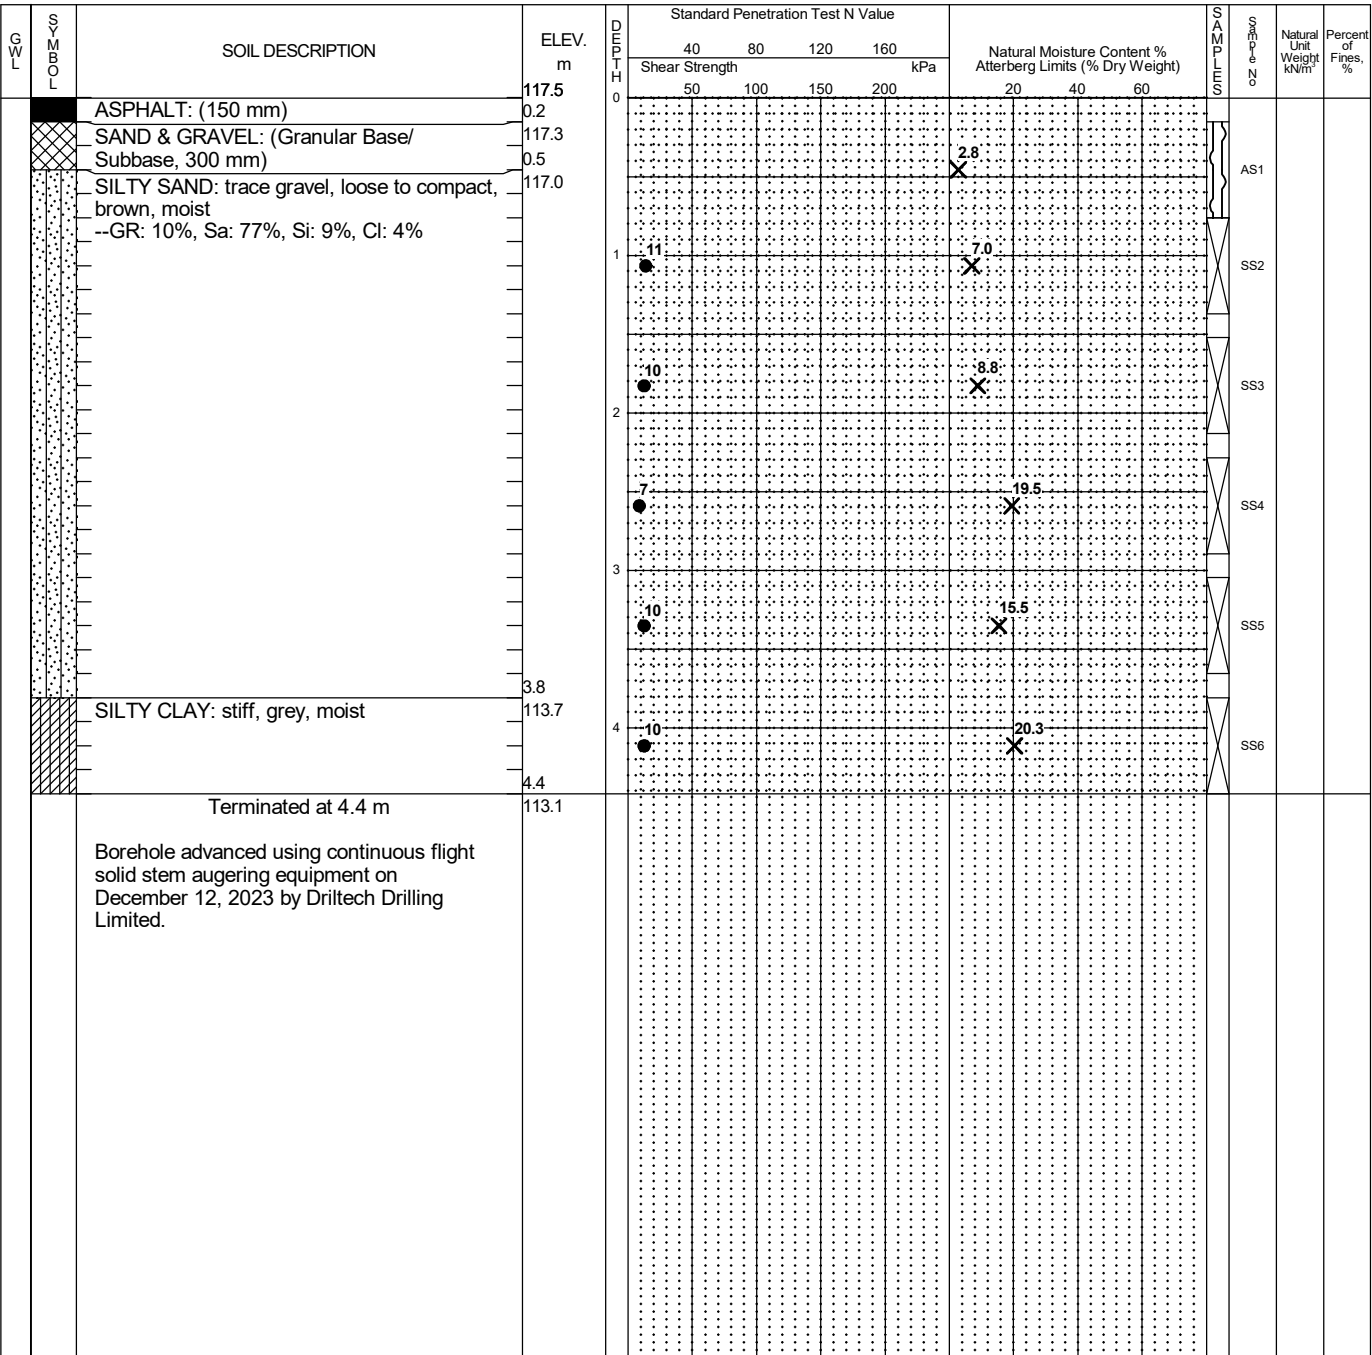 GWL
SYMBOL
SOIL DESCRIPTION
ELEV.
m
117.5
DEPTH
Standard Penetration Test N Value
40 80 120 160
Shear Strength kPa
50 100 150 200
Natural Moisture Content %
Atterberg Limits (% Dry Weight)
20 40 60
SAMPLES
Sample No
Natural
Unit
Weight
kN/m³
Percent
of
Fines,
%
0
ASPHALT: (150 mm)
0.2
SAND & GRAVEL: (Granular Base/
117.3
Subbase, 300 mm)
0.5
2.8
AS1
SILTY SAND: trace gravel, loose to compact,
117.0
brown, moist
--GR: 10%, Sa: 77%, Si: 9%, Cl: 4%
1
11
7.0
SS2
10
8.8
SS3
2
7
19.5
SS4
3
10
15.5
SS5
3.8
SILTY CLAY: stiff, grey, moist
113.7
4
10
20.3
SS6
4.4
Terminated at 4.4 m
113.1
Borehole advanced using continuous flight
solid stem augering equipment on
December 12, 2023 by Driltech Drilling
Limited.